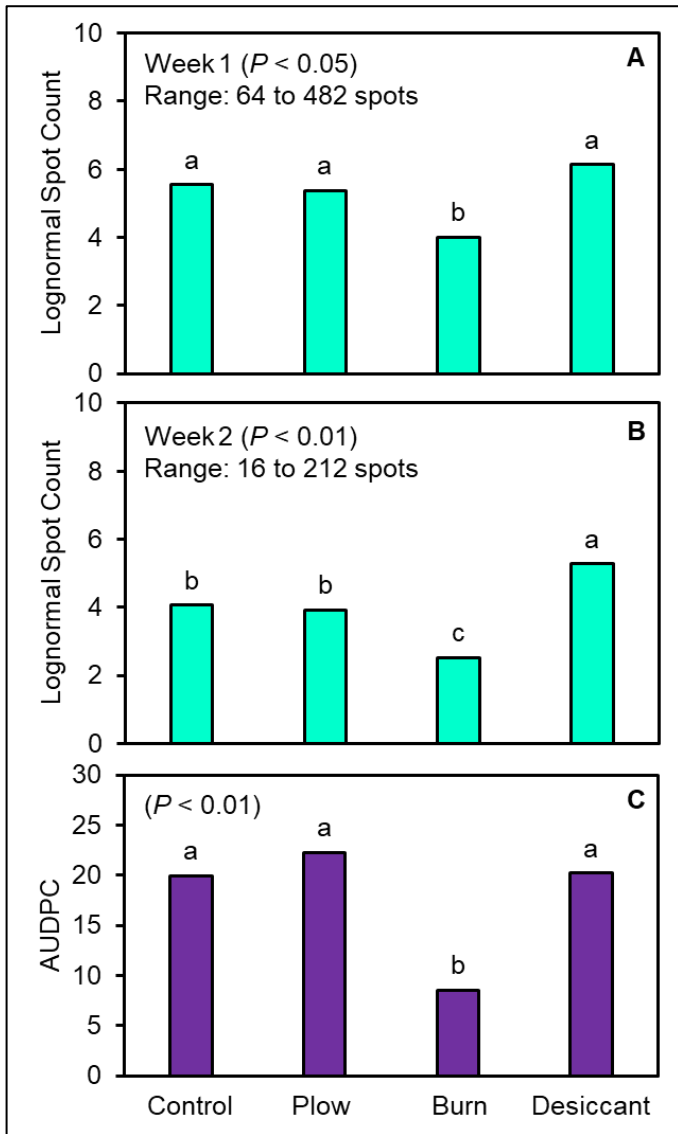 10
8
6
4
2
0
Lognormal Spot Count
Week 1 (P < 0.05)
Range: 64 to 482 spots
A
a
a
b
a
10
8
6
4
2
0
Lognormal Spot Count
Week 2 (P < 0.01)
Range: 16 to 212 spots
B
b
b
c
a
30
25
20
15
10
5
0
AUDPC
(P < 0.01)
C
a
a
b
a
Control Plow Burn Desiccant